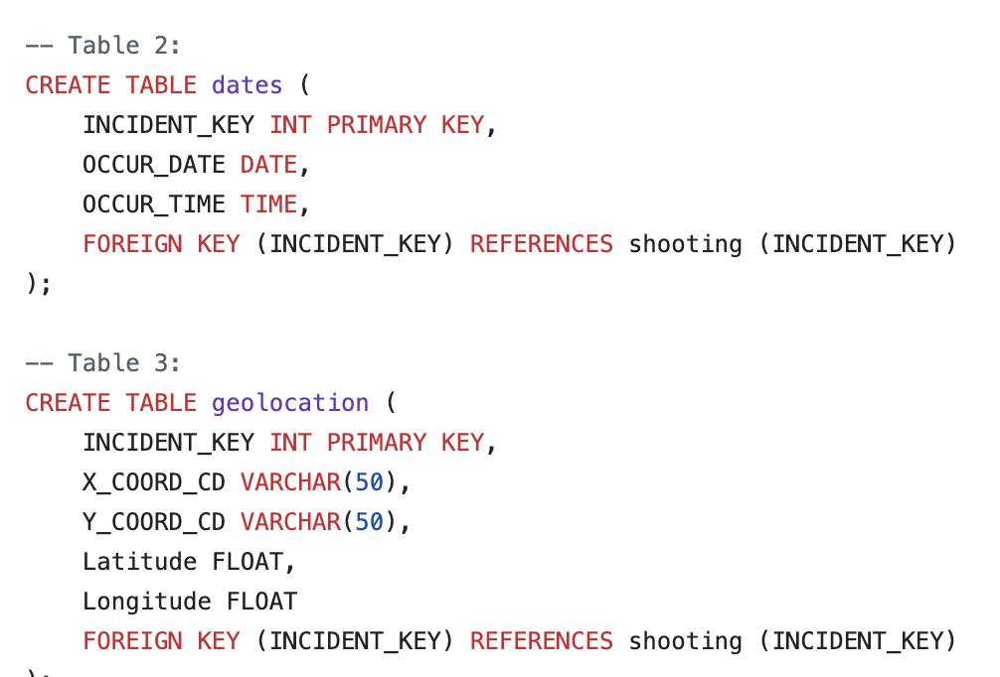 -- Table 2:
CREATE TABLE dates (
    INCIDENT_KEY INT PRIMARY KEY,
    OCCUR_DATE DATE,
    OCCUR_TIME TIME,
    FOREIGN KEY (INCIDENT_KEY) REFERENCES shooting (INCIDENT_KEY)
);

-- Table 3:
CREATE TABLE geolocation (
    INCIDENT_KEY INT PRIMARY KEY,
    X_COORD_CD VARCHAR(50),
    Y_COORD_CD VARCHAR(50),
    Latitude FLOAT,
    Longitude FLOAT
    FOREIGN KEY (INCIDENT_KEY) REFERENCES shooting (INCIDENT_KEY)
);